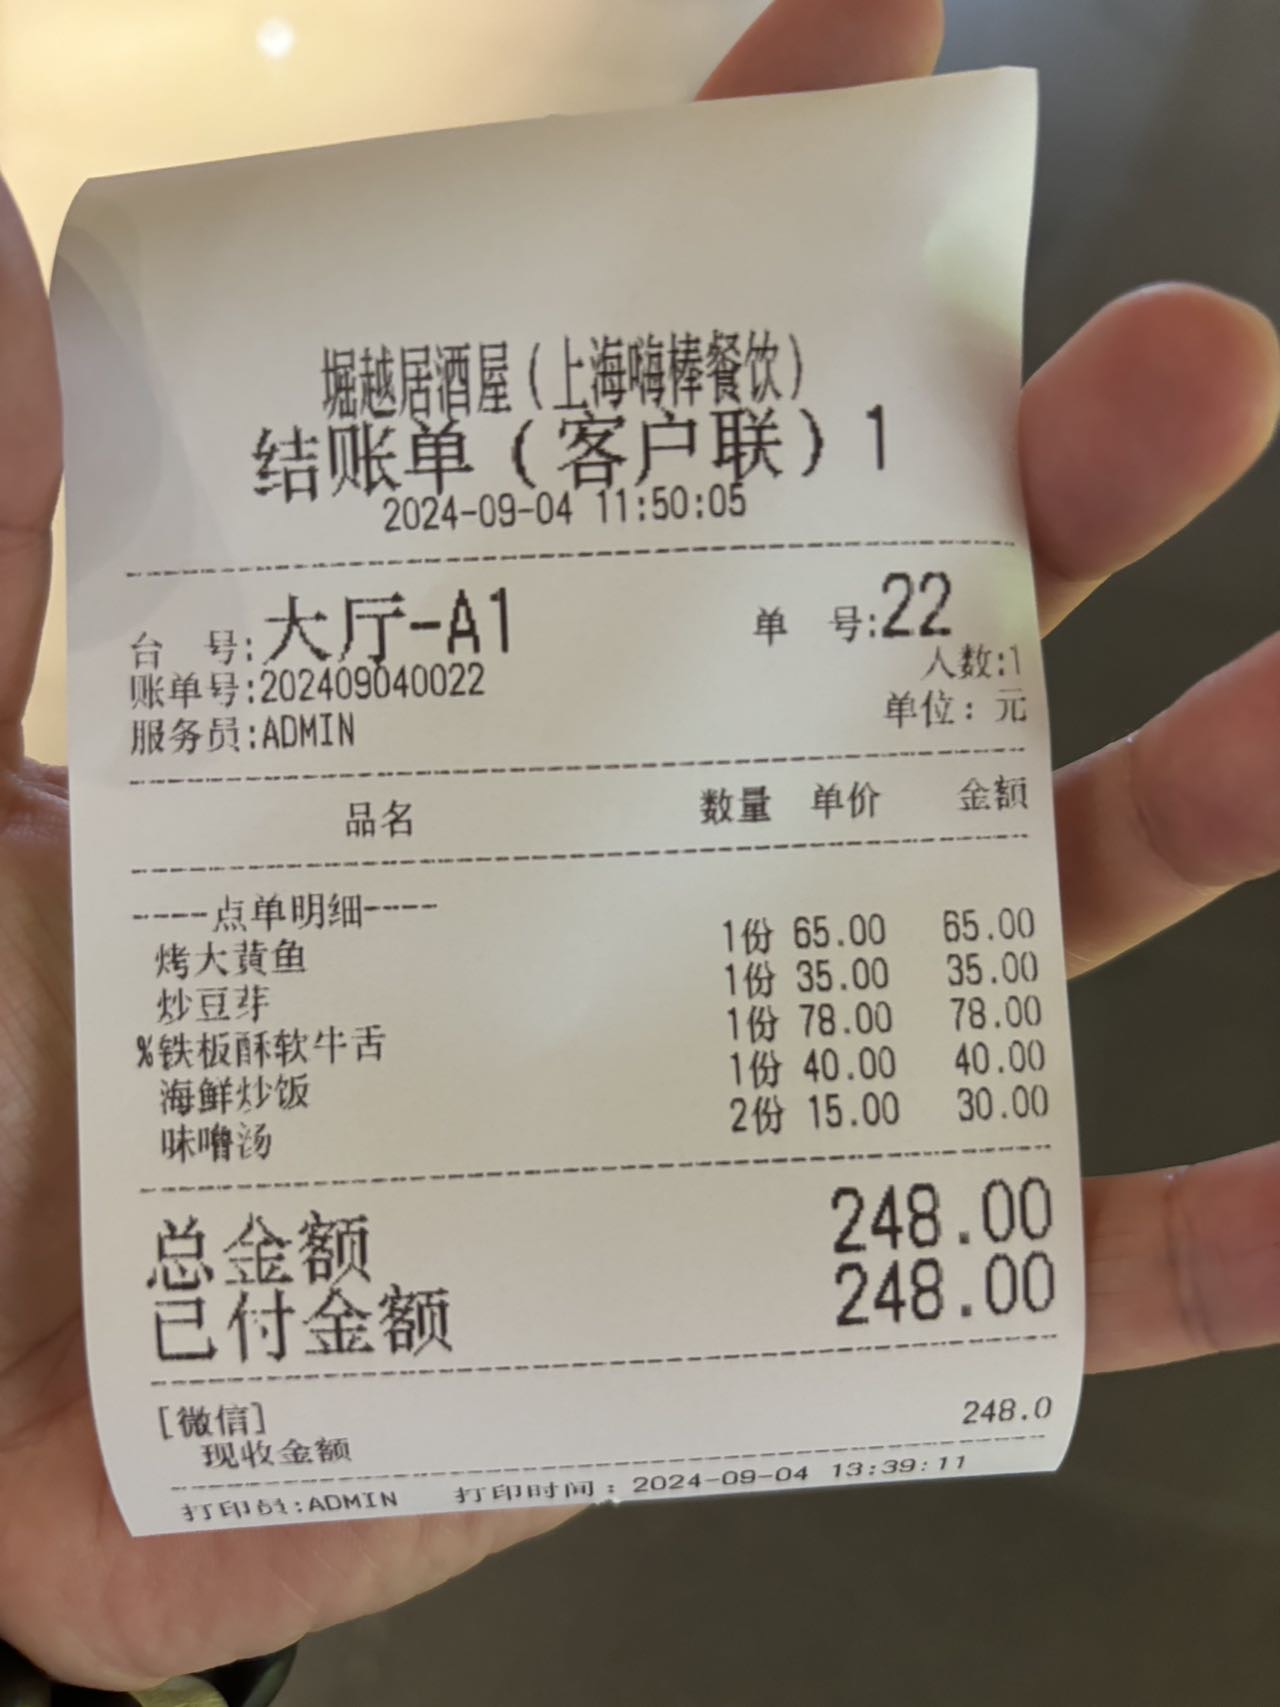 堀越居酒屋(上海嗨棒餐饮)
结账单(客户联)1
2024-09-04 11:50:05
台 号:大厅-A1 单 号:22
账单号:202409040022 人数:1
服务员:ADMIN 单位:元
品名 数量 单价 金额
----点单明细----
烤大黄鱼 1份 65.00 65.00
炒豆芽 1份 35.00 35.00
%铁板酥软牛舌 1份 78.00 78.00
海鲜炒饭 1份 40.00 40.00
味噌汤 2份 15.00 30.00
总金额 248.00
已付金额 248.00
[微信] 248.0
现收金额
打印员:ADMIN 打印时间:2024-09-04 13:39:11